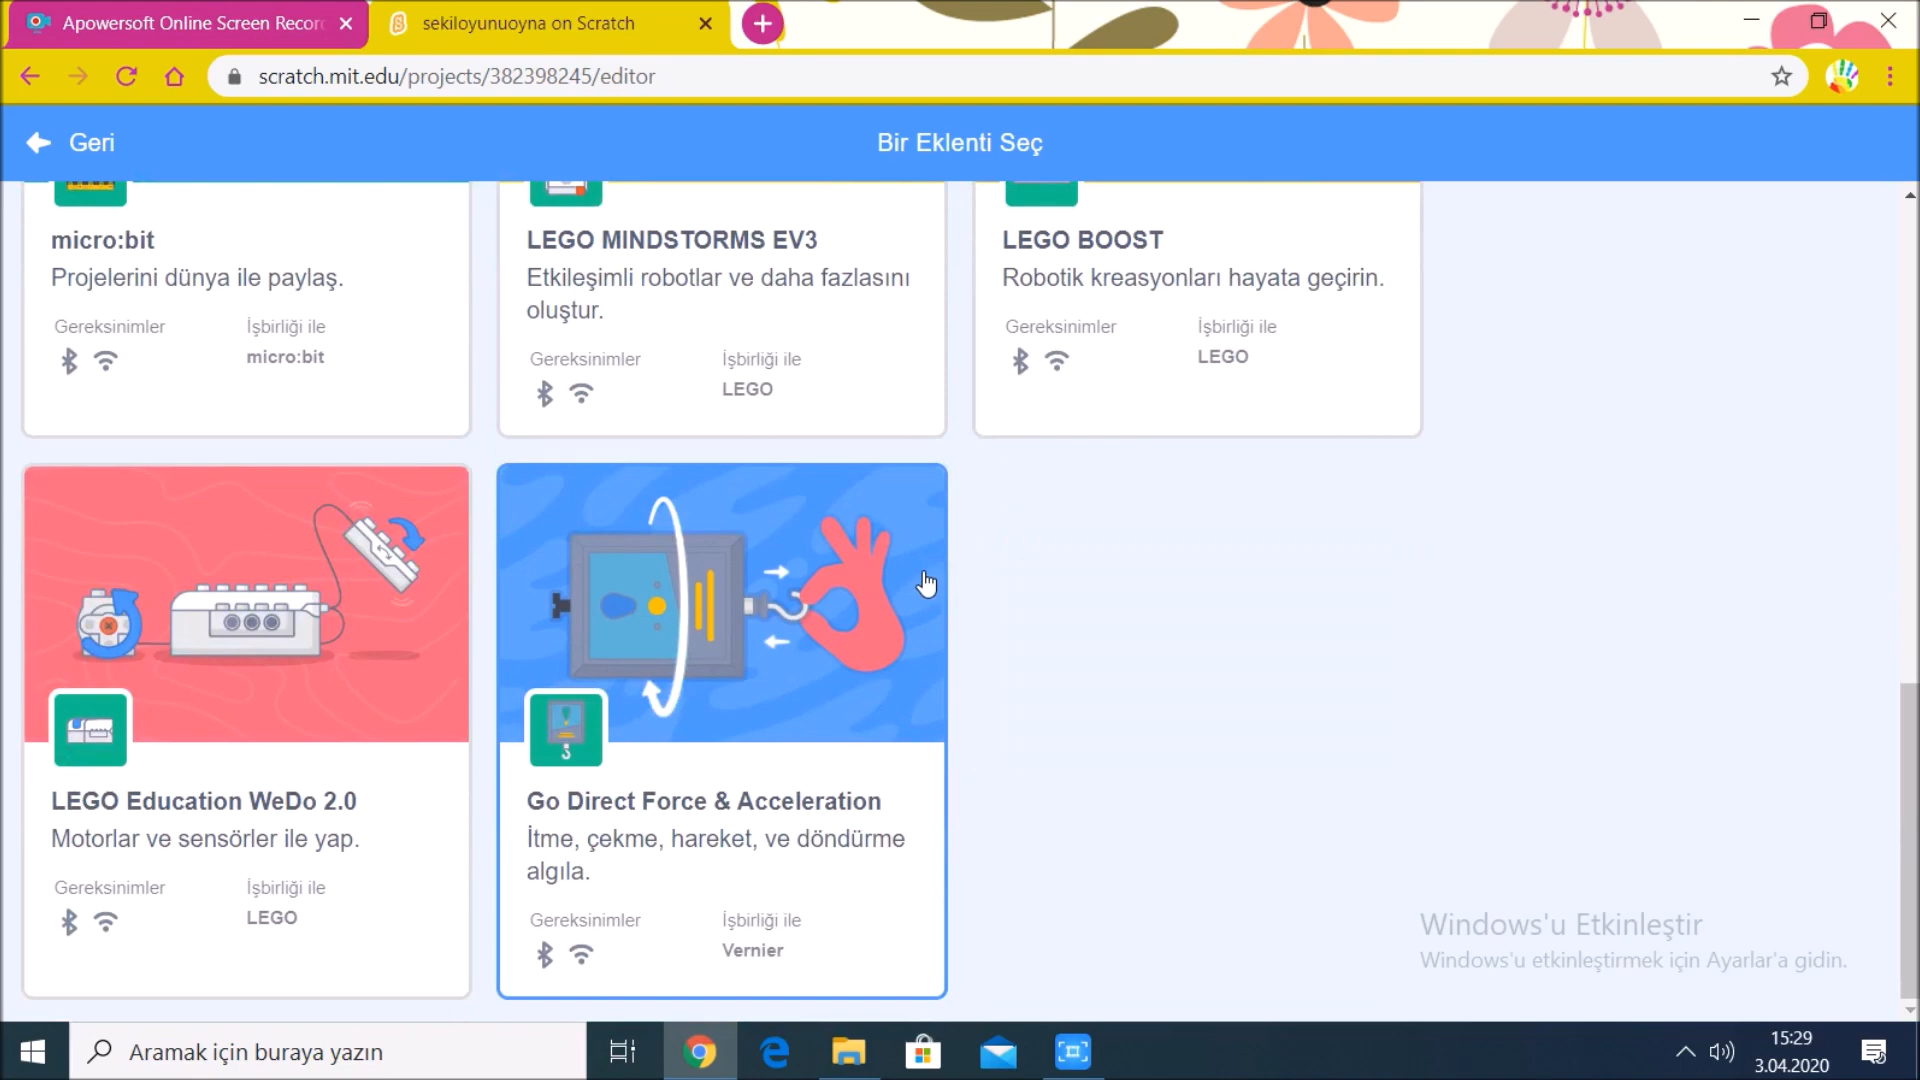 Apowersoft Online Screen Recor
sekiloyunuoyna on Scratch
scratch.mit.edu/projects/382398245/editor
Geri
Bir Eklenti Seç
micro:bit
Projelerini dünya ile paylaş.
Gereksinimler
İşbirliği ile
micro:bit
LEGO MINDSTORMS EV3
Etkileşimli robotlar ve daha fazlasını
oluştur.
Gereksinimler
İşbirliği ile
LEGO
LEGO BOOST
Robotik kreasyonları hayata geçirin.
Gereksinimler
İşbirliği ile
LEGO
LEGO Education WeDo 2.0
Motorlar ve sensörler ile yap.
Gereksinimler
İşbirliği ile
LEGO
Go Direct Force & Acceleration
İtme, çekme, hareket, ve döndürme
algıla.
Gereksinimler
İşbirliği ile
Vernier
Windows'u Etkinleştir
Windows'u etkinleştirmek için Ayarlar'a gidin.
Aramak için buraya yazın
15:29
3.04.2020